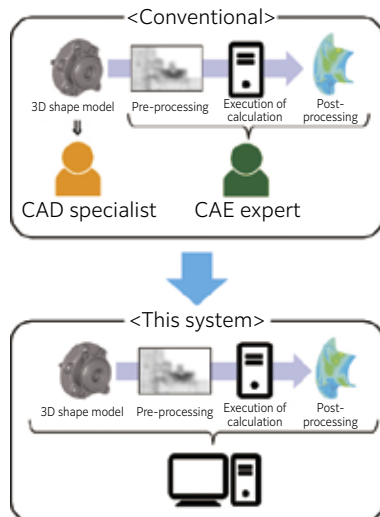 <Conventional>
3D shape model
Pre-processing
Execution of
calculation
Post-
processing
CAD specialist
CAE expert
<This system>
3D shape model
Pre-processing
Execution of
calculation
Post-
processing